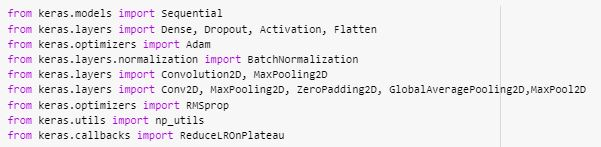 from keras.models import Sequential
from keras.layers import Dense, Dropout, Activation, Flatten
from keras.optimizers import Adam
from keras.layers.normalization import BatchNormalization
from keras.layers import Convolution2D, MaxPooling2D
from keras.layers import Conv2D, MaxPooling2D, ZeroPadding2D, GlobalAveragePooling2D,MaxPool2D
from keras.optimizers import RMSprop
from keras.utils import np_utils
from keras.callbacks import ReduceLROnPlateau